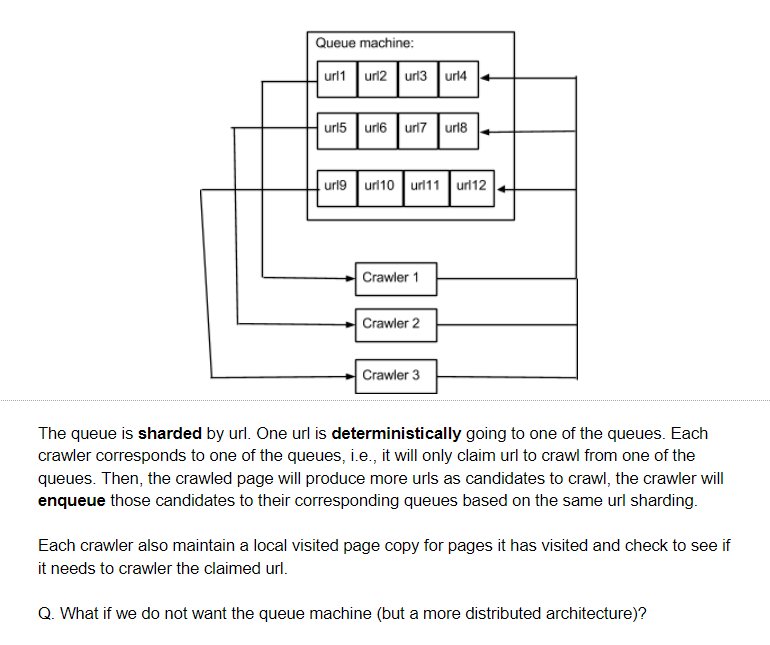 Queue machine:
url1 url2 url3 url4
url5 url6 url7 url8
url9 url10 url11 url12
Crawler 1
Crawler 2
Crawler 3
The queue is sharded by url. One url is deterministically going to one of the queues. Each
crawler corresponds to one of the queues, i.e., it will only claim url to crawl from one of the
queues. Then, the crawled page will produce more urls as candidates to crawl, the crawler will
enqueue those candidates to their corresponding queues based on the same url sharding.
Each crawler also maintain a local visited page copy for pages it has visited and check to see if
it needs to crawler the claimed url.
Q. What if we do not want the queue machine (but a more distributed architecture)?